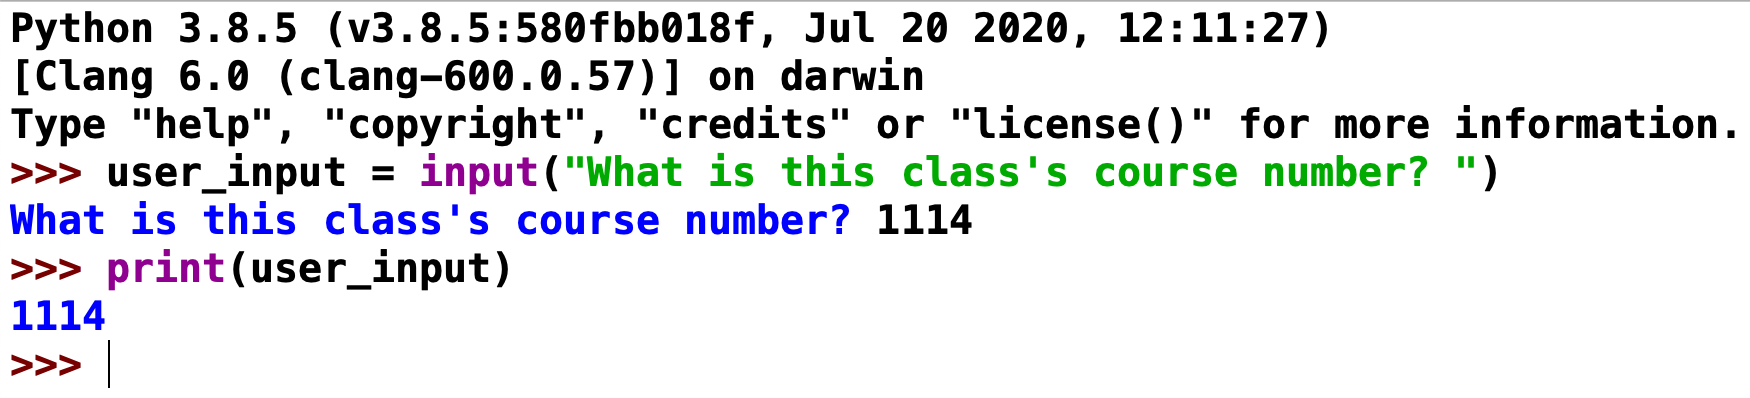 Python 3.8.5 (v3.8.5:580fbb018f, Jul 20 2020, 12:11:27)
[Clang 6.0 (clang-600.0.57)] on darwin
Type "help", "copyright", "credits" or "license()" for more information.
>>> user_input = input("What is this class's course number? ")
What is this class's course number? 1114
>>> print(user_input)
1114
>>>